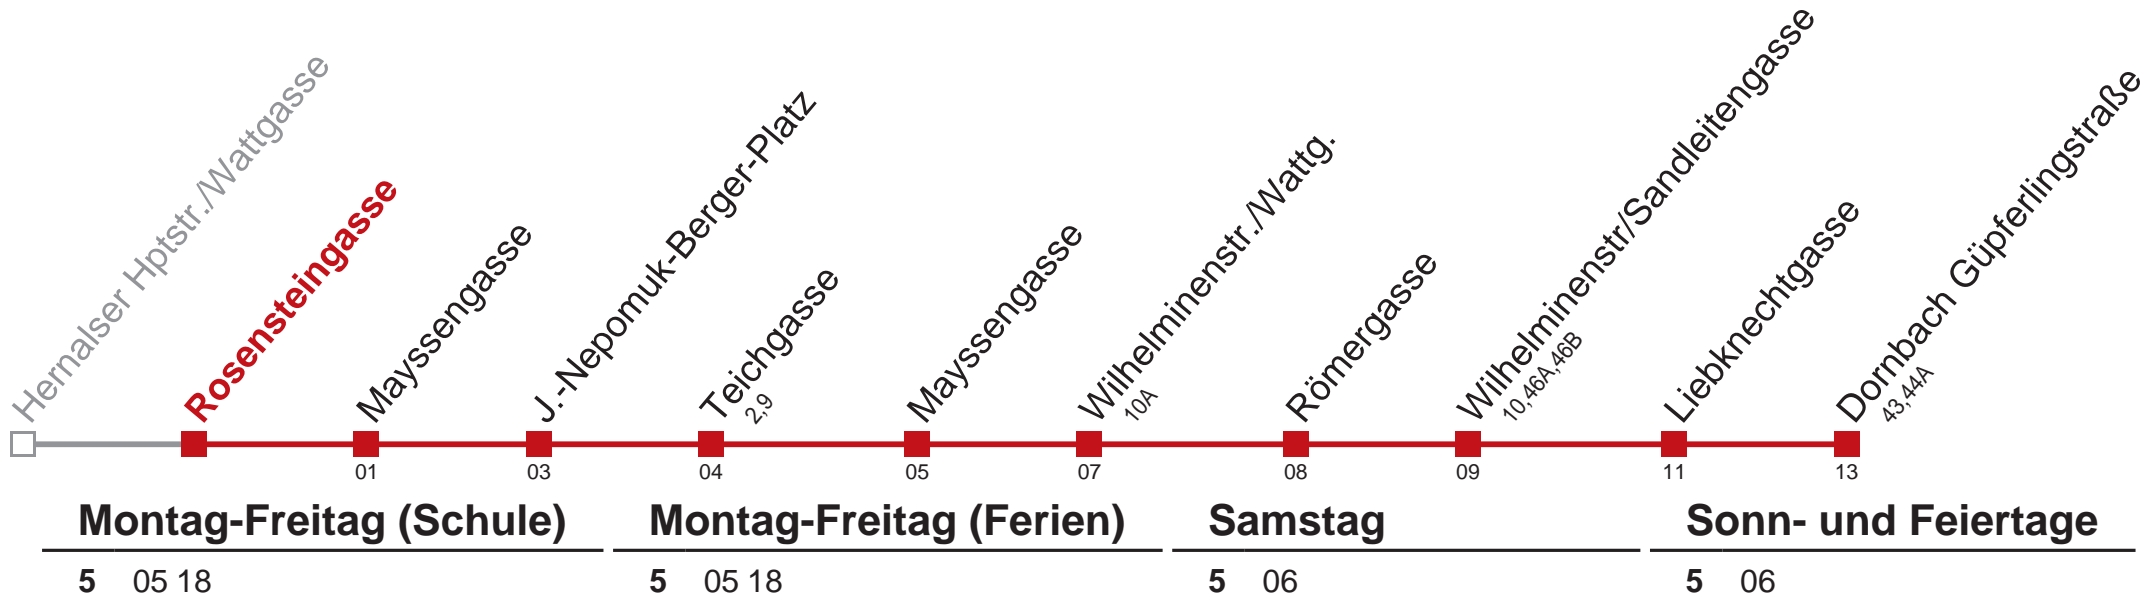 Hernalser Hptstr./Wattgasse
Rosensteingasse
Mayssengasse
J.-Nepomuk-Berger-Platz
Teichgasse
2,9
Mayssengasse
Wilhelminenstr./Wattg.
10A
Römergasse
Wilhelminenstr/Sandleitengasse
10,46A,46B
Liebknechtgasse
Dornbach Güpferlingstraße
43,44A
01 03 04 05 07 08 09 11 13
Montag-Freitag (Schule) Montag-Freitag (Ferien) Samstag Sonn- und Feiertage
5 05 18 5 05 18 5 06 5 06